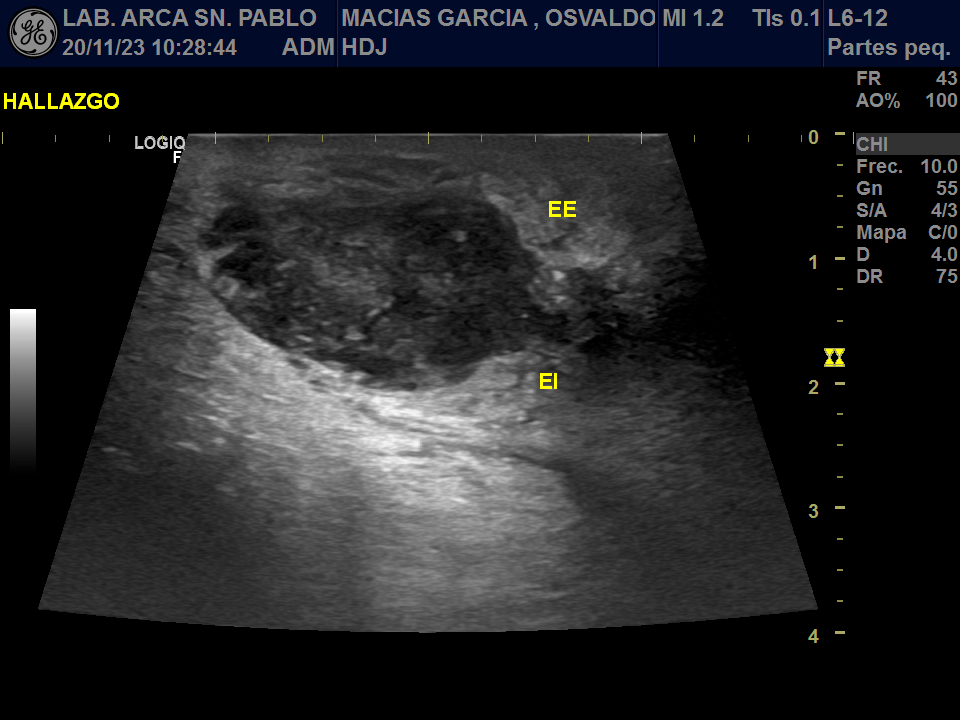 LAB. ARCA SN. PABLO MACIAS GARCIA , OSVALDO MI 1.2 TIs 0.1 L6-12
20/11/23 10:28:44 ADM HDJ Partes peq.
FR 43
HALLAZGO
AO% 100
LOGIQ
F
0
CHI
Frec. 10.0
Gn 55
S/A 4/3
EE
Mapa C/0
D 4.0
1
DR 75
EI
2
3
4